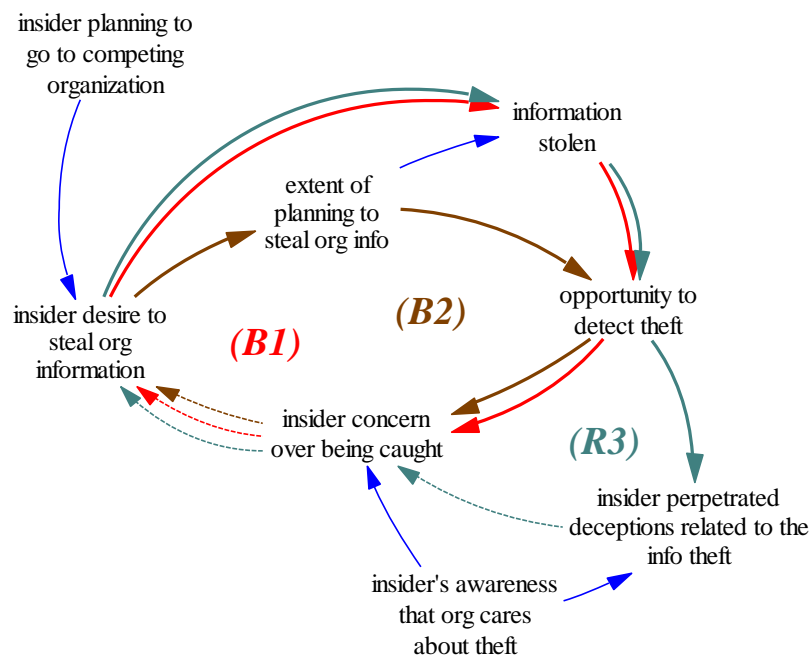 insider planning to
go to competing
organization
information
stolen
extent of
planning to
steal org info
opportunity to
detect theft
insider desire to
steal org
information
(B1)
(B2)
insider concern
over being caught
(R3)
insider perpetrated
deceptions related to the
info theft
insider's awareness
that org cares
about theft